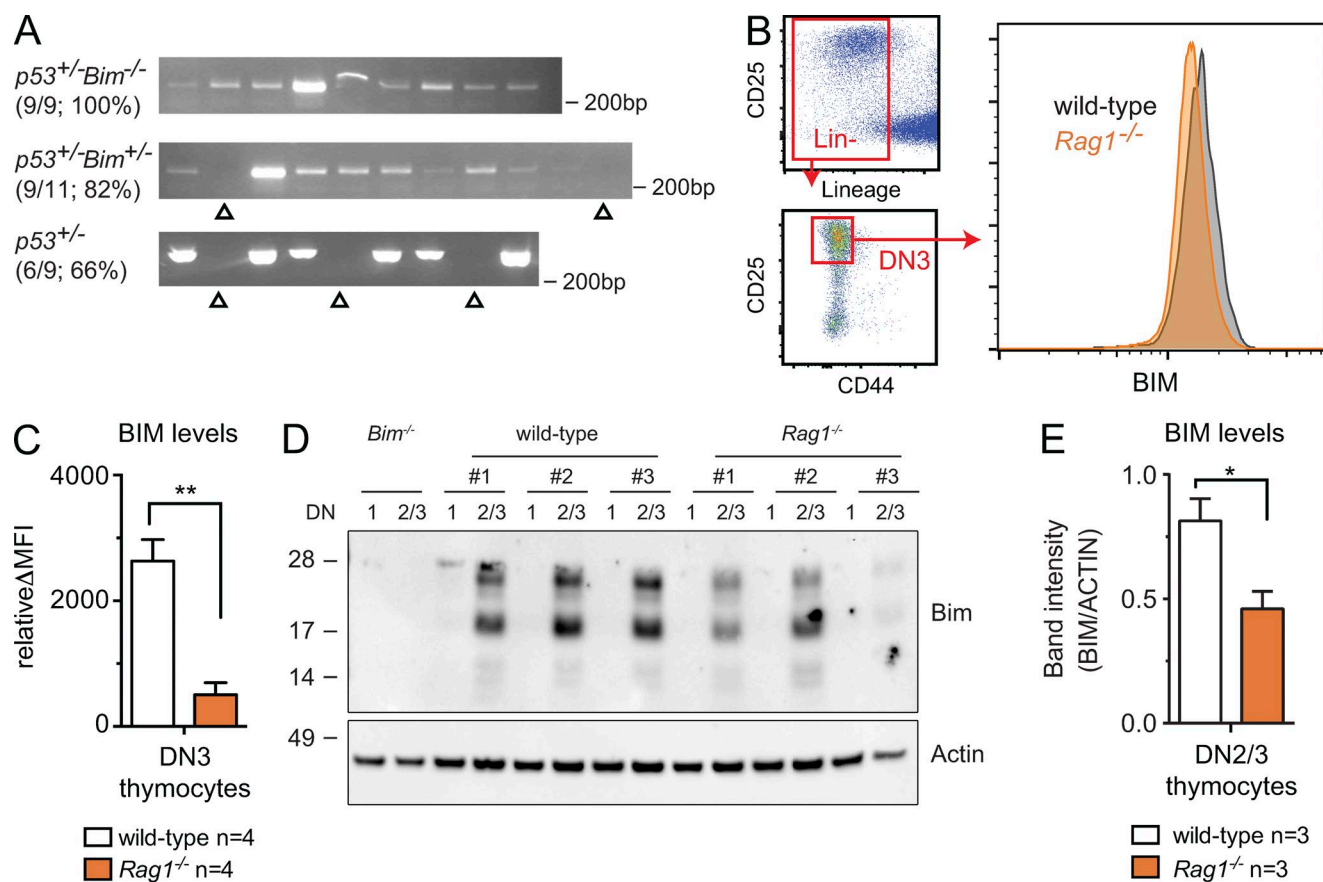 A
p53+/-Bim-/-
(9/9; 100%)
– 200bp
p53+/-Bim+/-
(9/11; 82%)
– 200bp
p53+/-
(6/9; 66%)
– 200bp
B
CD25
Lin-
Lineage
CD25
DN3
CD44
wild-type
Rag1-/-
BIM
C
BIM levels
relativeΔMFI
4000
**
2000
0
DN3
thymocytes
wild-type n=4
Rag1-/- n=4
D
Bim-/- wild-type Rag1-/-
#1 #2 #3 #1 #2 #3
DN 1 2/3 1 2/3 1 2/3 1 2/3 1 2/3 1 2/3 1 2/3
28 –
17 –
14 –
Bim
49 –
Actin
E
BIM levels
Band intensity
(BIM/ACTIN)
1.0
*
0.5
0.0
DN2/3
thymocytes
wild-type n=3
Rag1-/- n=3